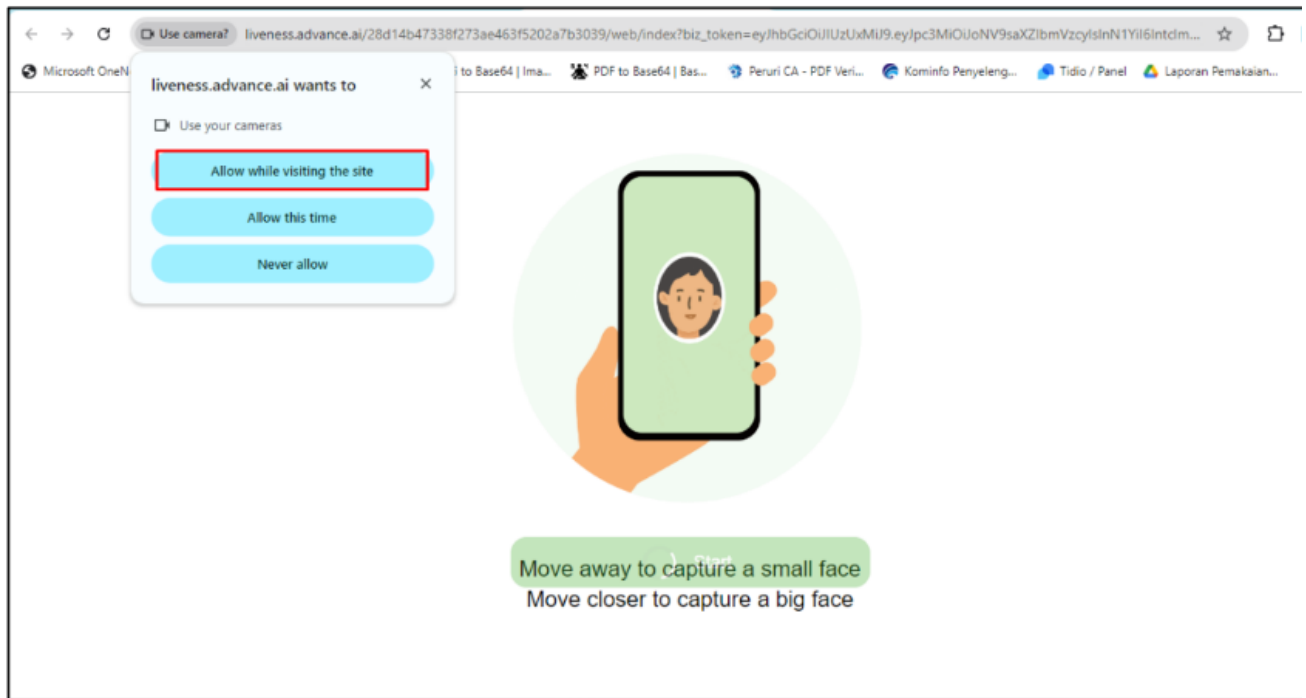 Use camera?
liveness.advance.ai/28d14b47338f273ae463f5202a7b3039/web/index?biz_token=
Microsoft OneN
i to Base64 | Ima...
PDF to Base64 | Bas...
Peruri CA - PDF Veri...
Kominfo Penyeleng...
Tidio / Panel
Laporan Pemakaian...
liveness.advance.ai wants to
Use your cameras
Allow while visiting the site
Allow this time
Never allow
Start
Move away to capture a small face
Move closer to capture a big face